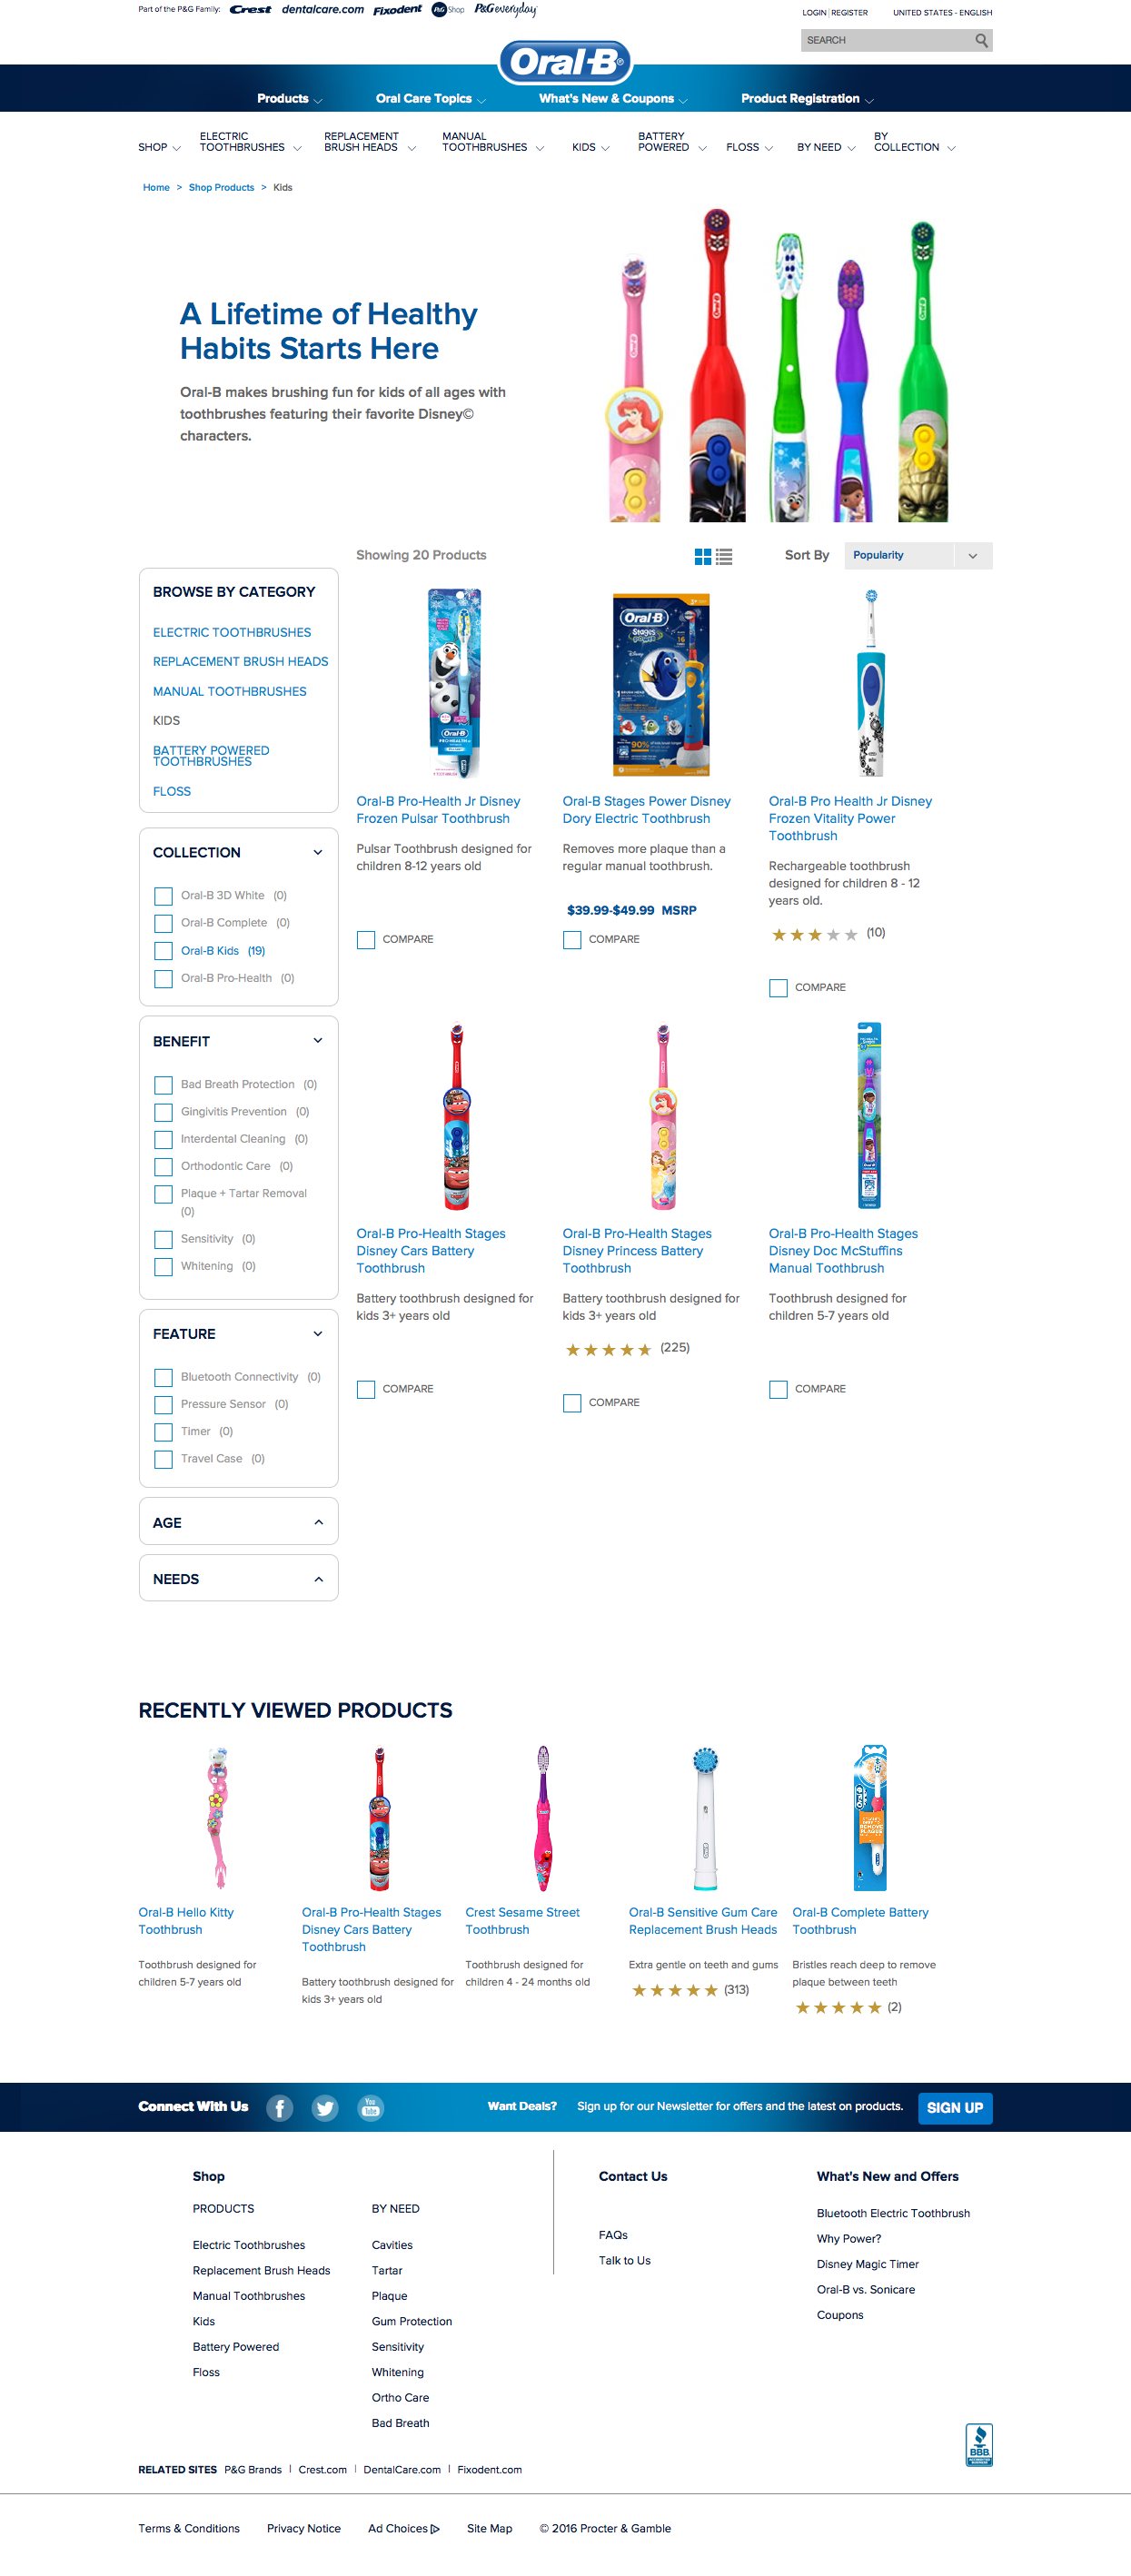 Part of the P&G Family: Crest dentalcare.com Fixodent P&G Shop P&G everyday
LOGIN | REGISTER UNITED STATES - ENGLISH
SEARCH
Oral-B
Products Oral Care Topics What's New & Coupons Product Registration
SHOP ELECTRIC TOOTHBRUSHES REPLACEMENT BRUSH HEADS MANUAL TOOTHBRUSHES KIDS BATTERY POWERED FLOSS BY NEED BY COLLECTION
Home > Shop Products > Kids
A Lifetime of Healthy
Habits Starts Here
Oral-B makes brushing fun for kids of all ages with
toothbrushes featuring their favorite Disney©
characters.
Showing 20 Products
Sort By Popularity
BROWSE BY CATEGORY
ELECTRIC TOOTHBRUSHES
REPLACEMENT BRUSH HEADS
MANUAL TOOTHBRUSHES
KIDS
BATTERY POWERED
TOOTHBRUSHES
FLOSS
COLLECTION
Oral-B 3D White (0)
Oral-B Complete (0)
Oral-B Kids (19)
Oral-B Pro-Health (0)
BENEFIT
Bad Breath Protection (0)
Gingivitis Prevention (0)
Interdental Cleaning (0)
Orthodontic Care (0)
Plaque + Tartar Removal
(0)
Sensitivity (0)
Whitening (0)
FEATURE
Bluetooth Connectivity (0)
Pressure Sensor (0)
Timer (0)
Travel Case (0)
AGE
NEEDS
Oral-B Pro-Health Jr Disney
Frozen Pulsar Toothbrush
Pulsar Toothbrush designed for
children 8-12 years old
COMPARE
Oral-B
Stages
Disney
90%
Oral-B Stages Power Disney
Dory Electric Toothbrush
Removes more plaque than a
regular manual toothbrush.
$39.99-$49.99 MSRP
COMPARE
Oral-B Pro Health Jr Disney
Frozen Vitality Power
Toothbrush
Rechargeable toothbrush
designed for children 8 - 12
years old.
(10)
COMPARE
Oral-B Pro-Health Stages
Disney Cars Battery
Toothbrush
Battery toothbrush designed for
kids 3+ years old
COMPARE
Oral-B Pro-Health Stages
Disney Princess Battery
Toothbrush
Battery toothbrush designed for
kids 3+ years old
(225)
COMPARE
Oral-B Pro-Health Stages
Disney Doc McStuffins
Manual Toothbrush
Toothbrush designed for
children 5-7 years old
COMPARE
RECENTLY VIEWED PRODUCTS
Oral-B Hello Kitty
Toothbrush
Toothbrush designed for
children 5-7 years old
Oral-B Pro-Health Stages
Disney Cars Battery
Toothbrush
Battery toothbrush designed for
kids 3+ years old
Crest Sesame Street
Toothbrush
Toothbrush designed for
children 4 - 24 months old
Oral-B Sensitive Gum Care
Replacement Brush Heads
Extra gentle on teeth and gums
(313)
Oral-B Complete Battery
Toothbrush
Bristles reach deep to remove
plaque between teeth
(2)
Connect With Us You Tube Want Deals? Sign up for our Newsletter for offers and the latest on products. SIGN UP
Shop
PRODUCTS
Electric Toothbrushes
Replacement Brush Heads
Manual Toothbrushes
Kids
Battery Powered
Floss
BY NEED
Cavities
Tartar
Plaque
Gum Protection
Sensitivity
Whitening
Ortho Care
Bad Breath
Contact Us
FAQs
Talk to Us
What's New and Offers
Bluetooth Electric Toothbrush
Why Power?
Disney Magic Timer
Oral-B vs. Sonicare
Coupons
BBB
RELATED SITES P&G Brands | Crest.com | DentalCare.com | Fixodent.com
Terms & Conditions Privacy Notice Ad Choices Site Map © 2016 Procter & Gamble